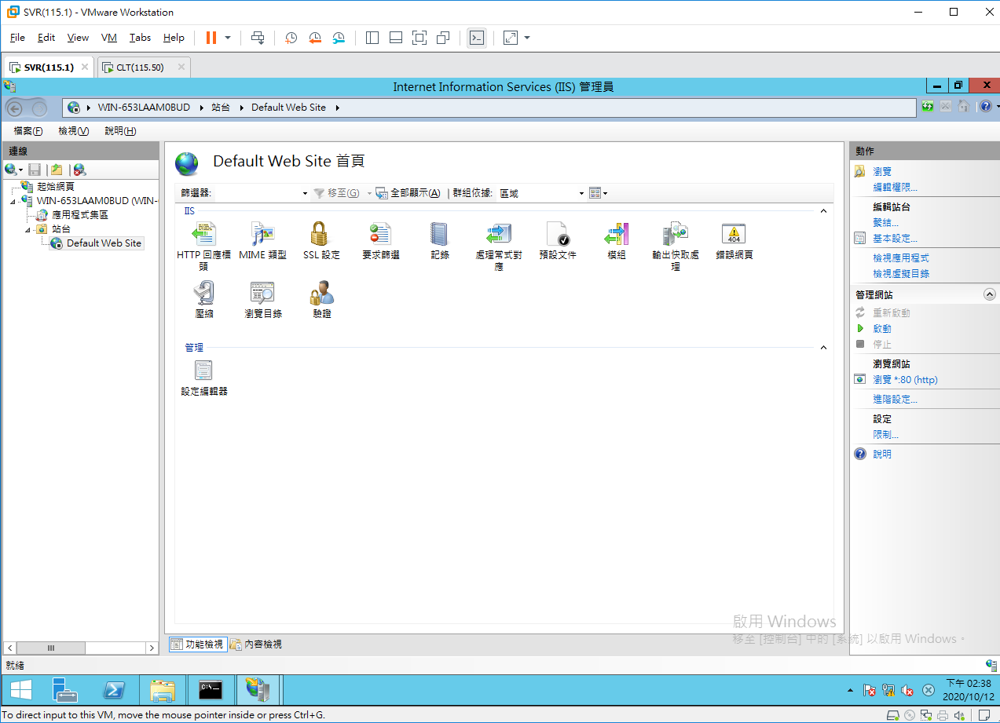 SVR(115.1) - VMware Workstation
File Edit View VM Tabs Help
SVR(115.1) CLT(115.50)
Internet Information Services (IIS) 管理員
WIN-653LAAM0BUD 站台 Default Web Site
檔案(F) 檢視(V) 說明(H)
連線
起始網頁
WIN-653LAAM0BUD (WIN-
應用程式集區
站台
Default Web Site
Default Web Site 首頁
篩選器: 移至(G) 全部顯示(A) 群組依據: 區域
IIS
HTTP 回應標頭
MIME 類型
SSL 設定
要求篩選
記錄
處理常式對應
預設文件
模組
輸出快取處理
錯誤網頁
404
壓縮
瀏覽目錄
驗證
管理
設定編輯器
功能檢視 內容檢視
動作
瀏覽
編輯權限...
編輯站台
繫結...
基本設定...
檢視應用程式
檢視虛擬目錄
管理網站
重新啟動
啟動
停止
瀏覽網站
瀏覽 *:80 (http)
進階設定...
設定
限制...
說明
啟用 Windows
移至 [控制台] 中的 [系統] 以啟用 Windows。
就緒
下午 02:38
2020/10/12
To direct input to this VM, move the mouse pointer inside or press Ctrl+G.